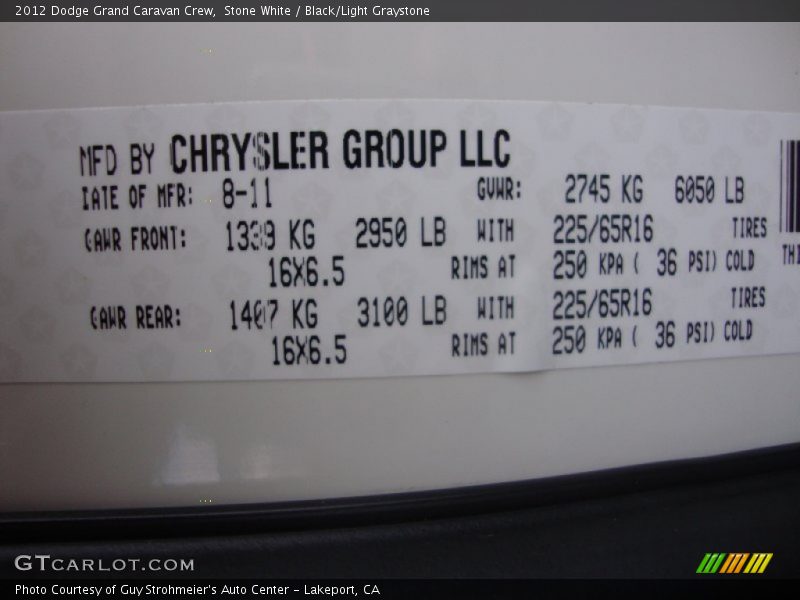 2012 Dodge Grand Caravan Crew,  Stone White / Black/Light Graystone
MFD BY CHRYSLER GROUP LLC
DATE OF MFR: 8-11 GVWR: 2745 KG 6050 LB
GAWR FRONT: 1339 KG 2950 LB WITH 225/65R16 TIRES
16X6.5 RIMS AT 250 KPA ( 36 PSI) COLD
GAWR REAR: 1407 KG 3100 LB WITH 225/65R16 TIRES
16X6.5 RIMS AT 250 KPA ( 36 PSI) COLD
THI
GTCARLOT.COM
Photo Courtesy of Guy Strohmeier's Auto Center – Lakeport, CA